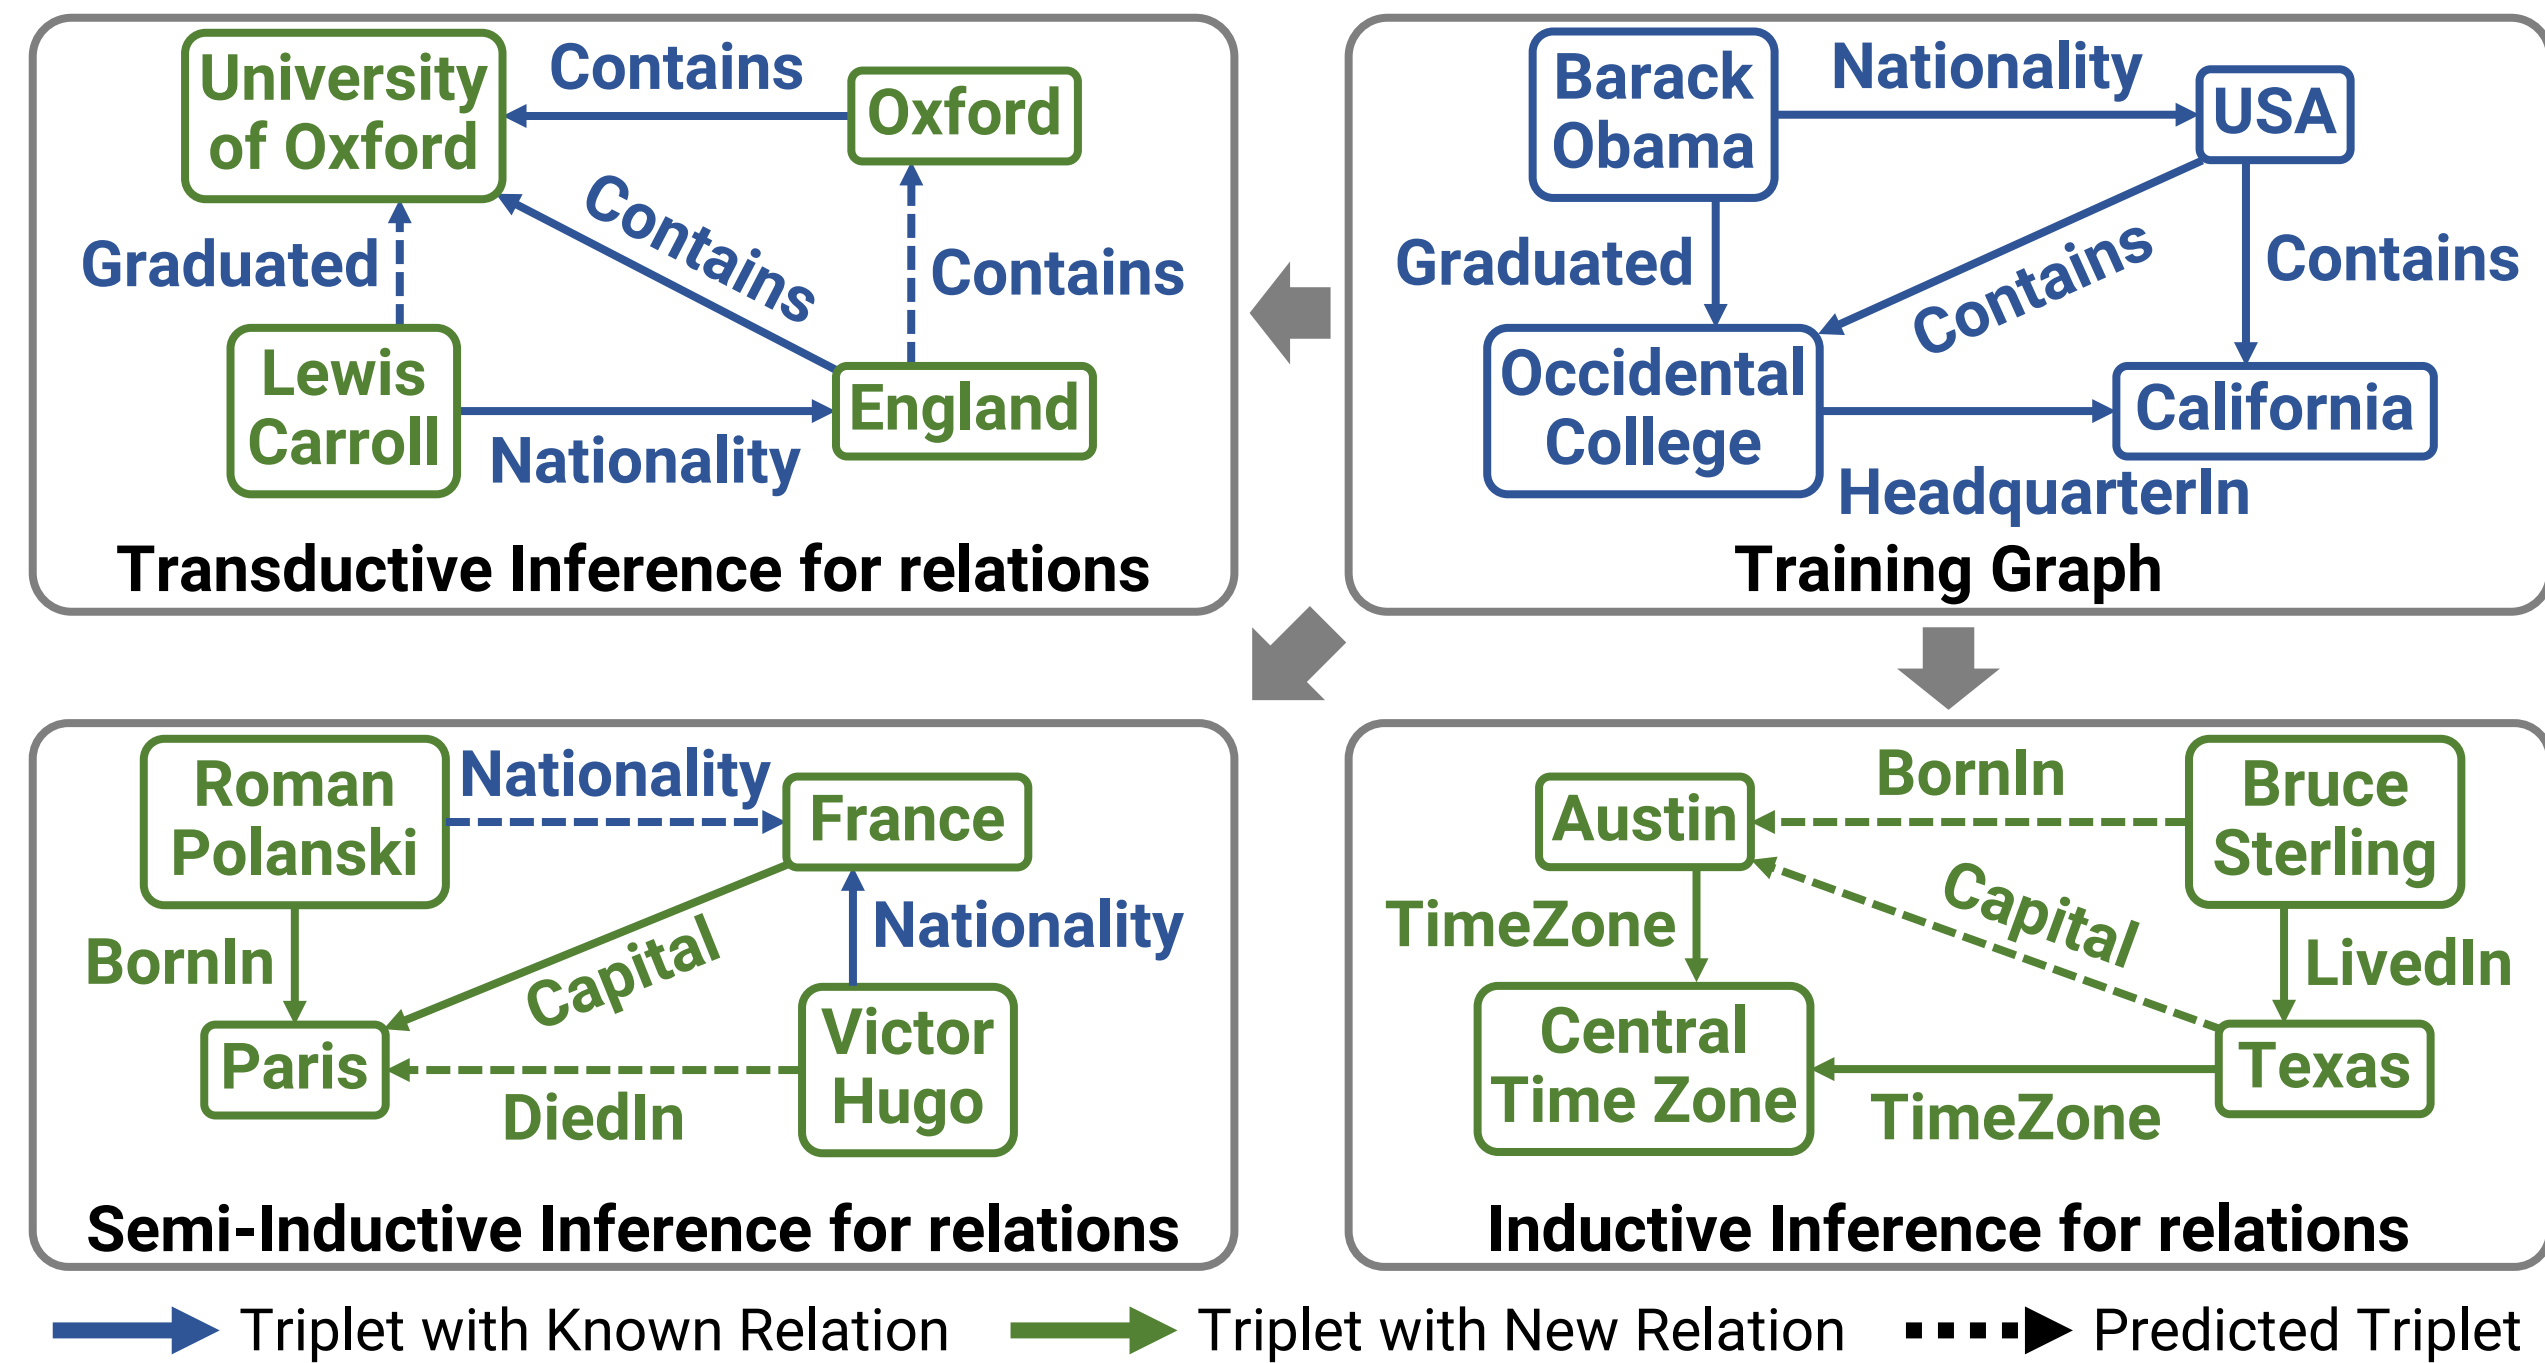 University
of Oxford
Contains
Oxford
Graduated
Contains
Contains
Lewis
Carroll
Nationality
England
Transductive Inference for relations
Barack
Obama
Nationality
USA
Graduated
Contains
Contains
Occidental
College
California
HeadquarterIn
Training Graph
Roman
Polanski
Nationality
France
BornIn
Capital
Nationality
Paris
DiedIn
Victor
Hugo
Semi-Inductive Inference for relations
Austin
BornIn
Bruce
Sterling
TimeZone
Capital
LivedIn
Central
Time Zone
TimeZone
Texas
Inductive Inference for relations
Triplet with Known Relation
Triplet with New Relation
Predicted Triplet